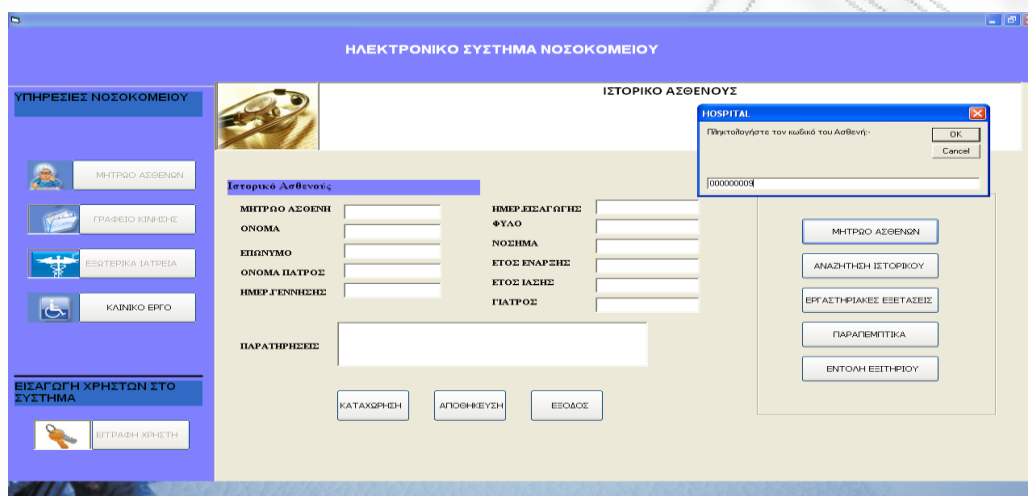 ΗΛΕΚΤΡΟΝΙΚΟ ΣΥΣΤΗΜΑ ΝΟΣΟΚΟΜΕΙΟΥ
ΥΠΗΡΕΣΙΕΣ ΝΟΣΟΚΟΜΕΙΟΥ
ΜΗΤΡΩΟ ΑΣΘΕΝΩΝ
ΓΡΑΦΕΙΟ ΚΙΝΗΣΗΣ
ΕΞΩΤΕΡΙΚΑ ΙΑΤΡΕΙΑ
ΚΛΙΝΙΚΟ ΕΡΓΟ
ΕΙΣΑΓΩΓΗ ΧΡΗΣΤΩΝ ΣΤΟ
ΣΥΣΤΗΜΑ
ΕΓΓΡΑΦΗ ΧΡΗΣΤΗ
ΙΣΤΟΡΙΚΟ ΑΣΘΕΝΟΥΣ
HOSPITAL
Πληκτολογήστε τον κωδικό του Ασθενή:-
OK
Cancel
000000009
Ιστορικό Ασθενούς
ΜΗΤΡΩΟ ΑΣΘΕΝΗ
ΟΝΟΜΑ
ΕΠΩΝΥΜΟ
ΟΝΟΜΑ ΠΑΤΡΟΣ
ΗΜΕΡ.ΓΕΝΝΗΣΗΣ
ΗΜΕΡ.ΕΙΣΑΓΩΓΗΣ
ΦΥΛΟ
ΝΟΣΗΜΑ
ΕΤΟΣ ΕΝΑΡΞΗΣ
ΕΤΟΣ ΙΑΣΗΣ
ΓΙΑΤΡΟΣ
ΠΑΡΑΤΗΡΗΣΕΙΣ
ΚΑΤΑΧΩΡΗΣΗ
ΑΠΟΘΗΚΕΥΣΗ
ΕΞΟΔΟΣ
ΜΗΤΡΩΟ ΑΣΘΕΝΩΝ
ΑΝΑΖΗΤΗΣΗ ΙΣΤΟΡΙΚΟΥ
ΕΡΓΑΣΤΗΡΙΑΚΕΣ ΕΞΕΤΑΣΕΙΣ
ΠΑΡΑΠΕΜΠΤΙΚΑ
ΕΝΤΟΛΗ ΕΞΙΤΗΡΙΟΥ